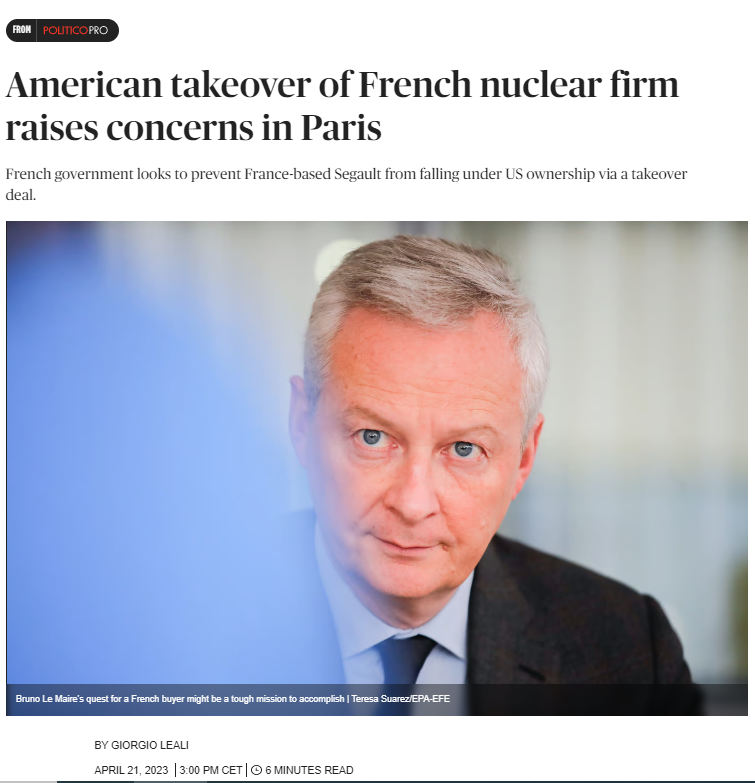 FROM POLITICOPRO
American takeover of French nuclear firm
raises concerns in Paris
French government looks to prevent France-based Segault from falling under US ownership via a takeover
deal.
Bruno Le Maire's quest for a French buyer might be a tough mission to accomplish | Teresa Suarez/EPA-EFE
BY GIORGIO LEALI
APRIL 21, 2023 | 3:00 PM CET | 6 MINUTES READ